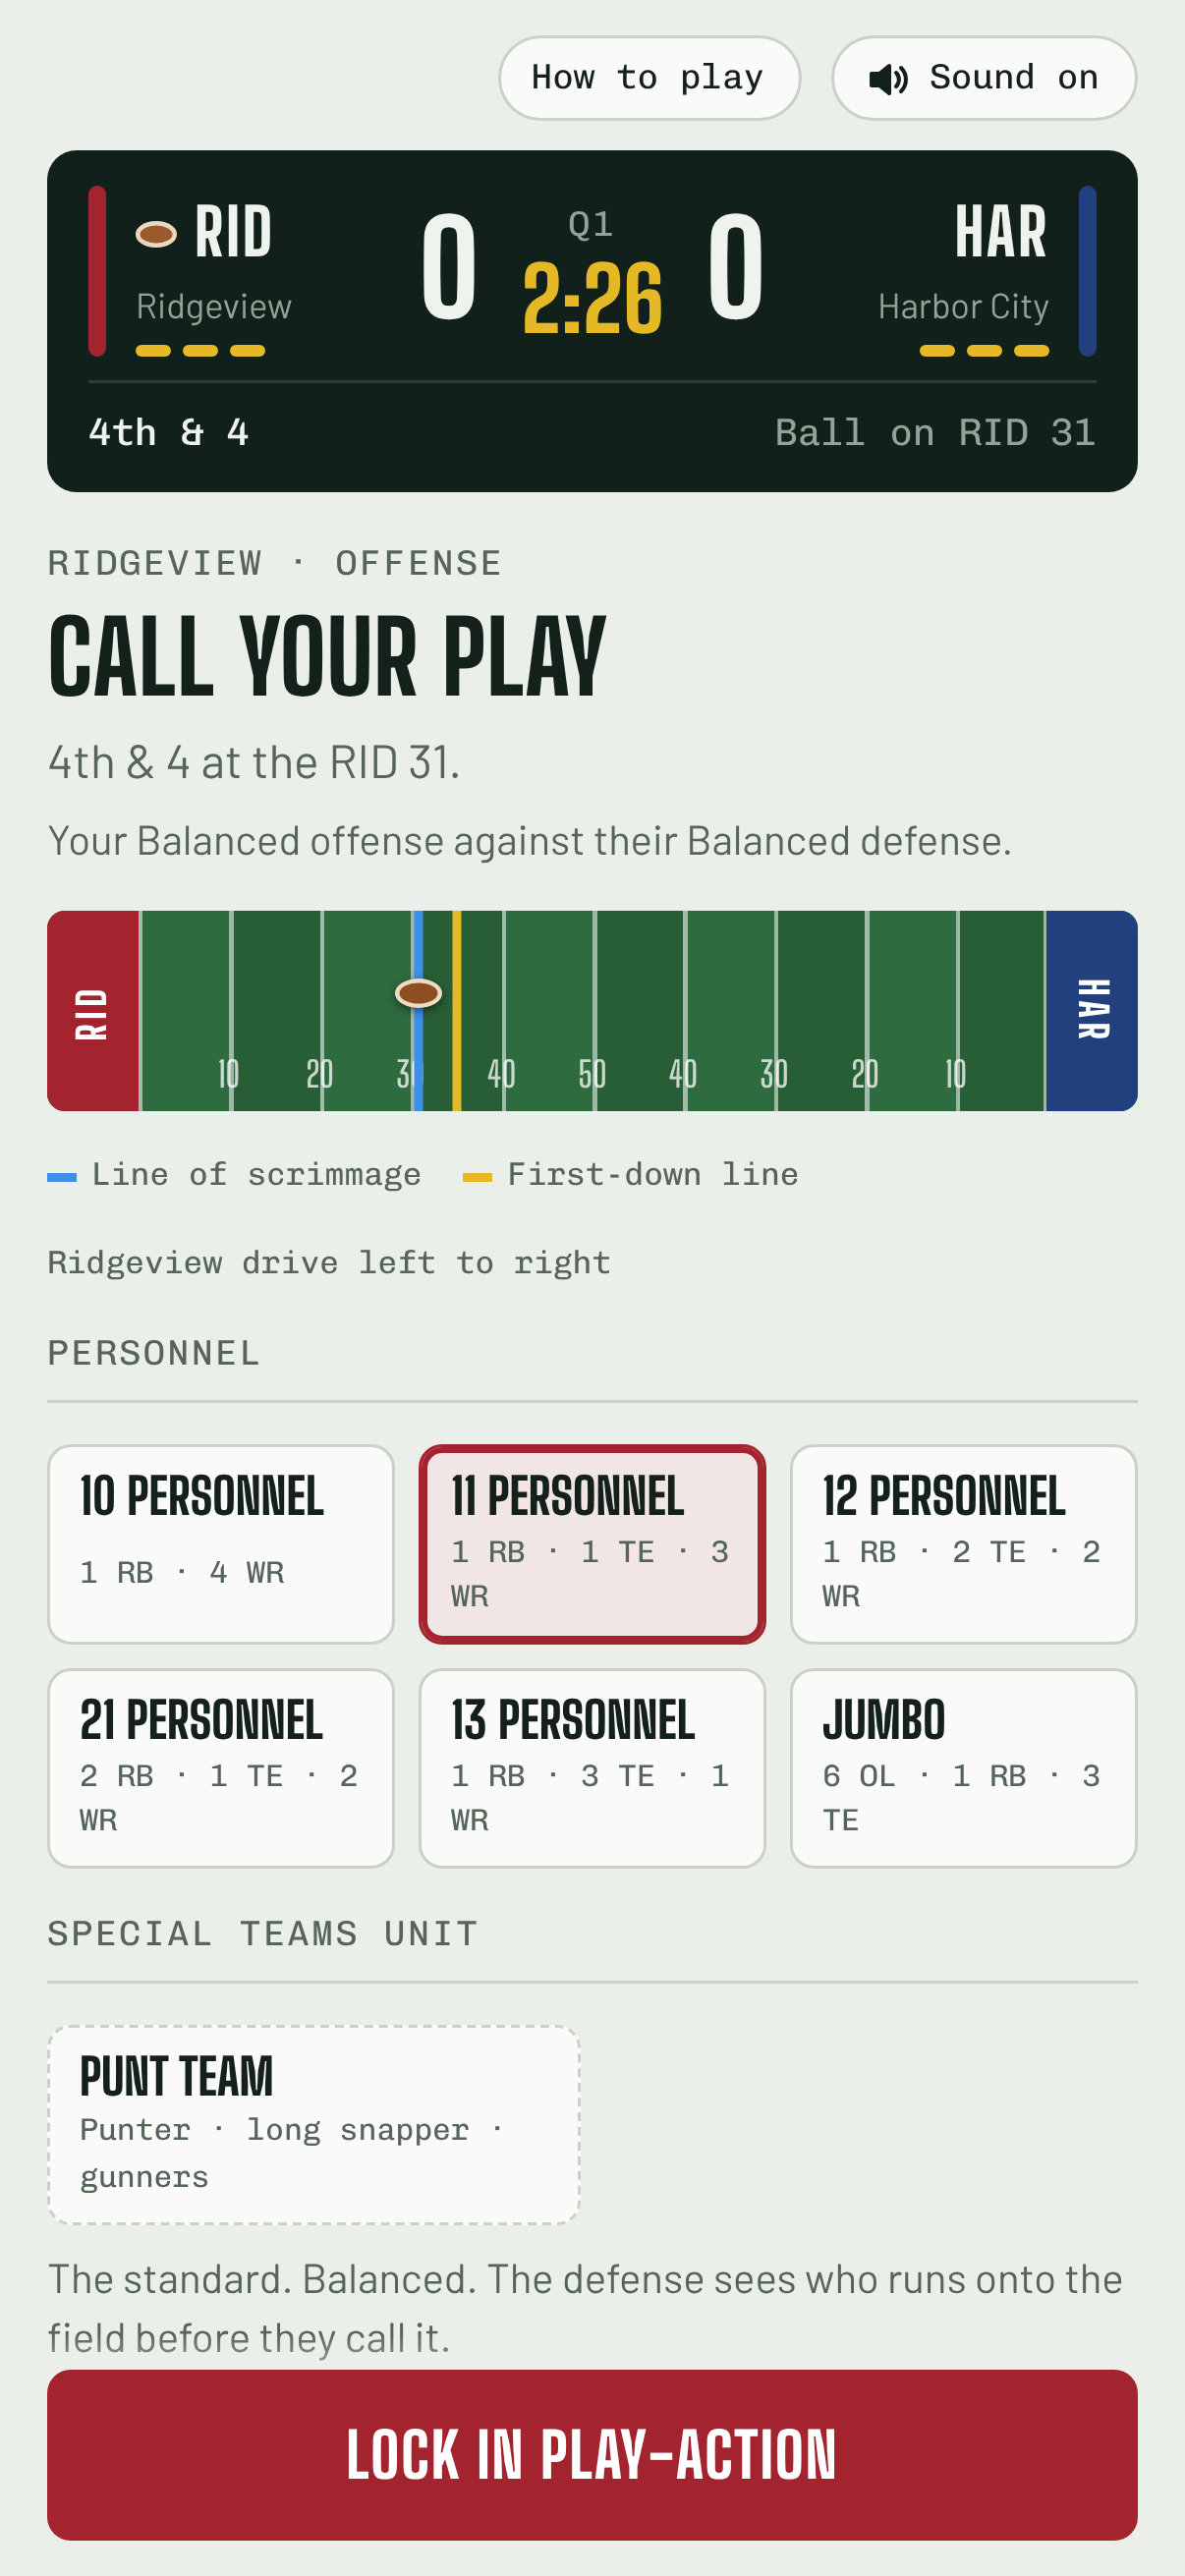 How to play
Sound on
RID
0
Q1
0
HAR
Ridgeview
2:26
Harbor City
4th & 4
Ball on RID 31
RIDGEVIEW · OFFENSE
CALL YOUR PLAY
4th & 4 at the RID 31.
Your Balanced offense against their Balanced defense.
RID
10 20 30 40 50 40 30 20 10
HAR
Line of scrimmage
First-down line
Ridgeview drive left to right
PERSONNEL
10 PERSONNEL
1 RB · 4 WR
11 PERSONNEL
1 RB · 1 TE · 3
WR
12 PERSONNEL
1 RB · 2 TE · 2
WR
21 PERSONNEL
2 RB · 1 TE · 2
WR
13 PERSONNEL
1 RB · 3 TE · 1
WR
JUMBO
6 OL · 1 RB · 3
TE
SPECIAL TEAMS UNIT
PUNT TEAM
Punter · long snapper ·
gunners
The standard. Balanced. The defense sees who runs onto the
field before they call it.
LOCK IN PLAY-ACTION